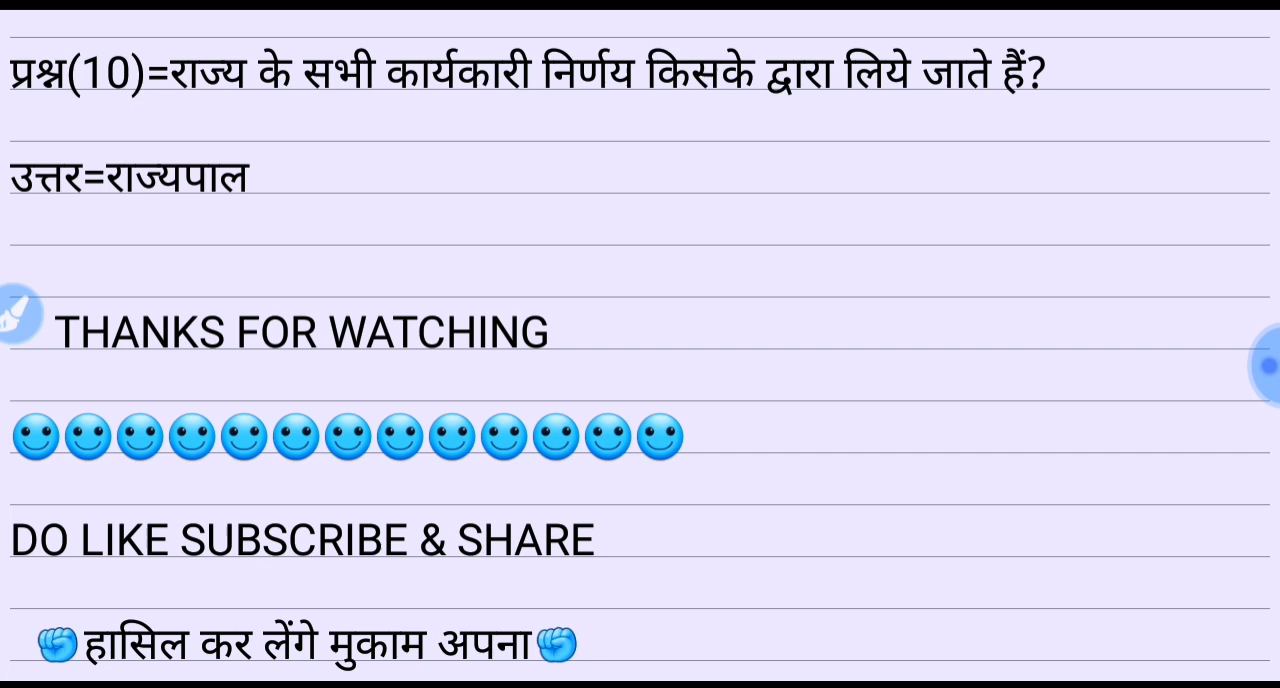 प्रश्न(10)=राज्य के सभी कार्यकारी निर्णय किसके द्वारा लिये जाते हैं?
उत्तर=राज्यपाल
THANKS FOR WATCHING
DO LIKE SUBSCRIBE & SHARE
✊हासिल कर लेंगे मुकाम अपना✊